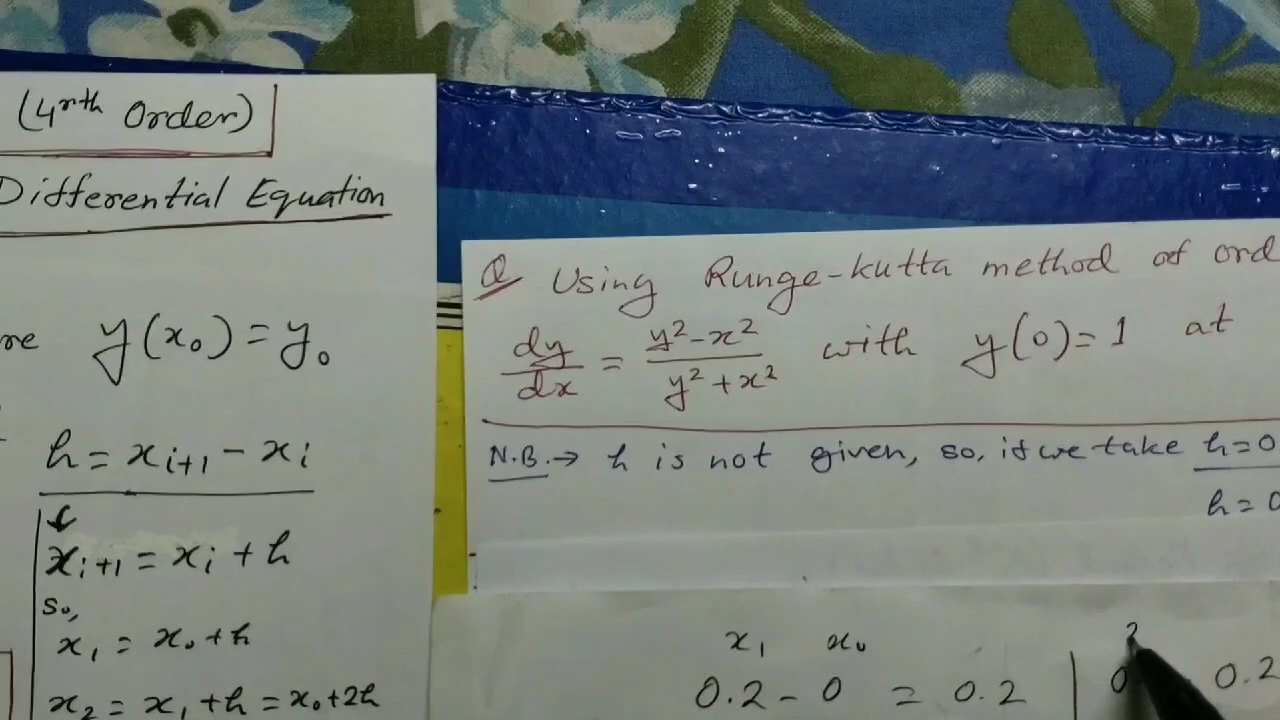 (4rth Order)
Differential Equation
re y(x₀) = y₀
h = xᵢ₊₁ - xᵢ
xᵢ₊₁ = xᵢ + h
So,
x₁ = x₀ + h
x₂ = x₁ + h = x₀ + 2h
Q Using Runge-kutta method of ord
dy/dx = y² - x² / y² + x² with y(0) = 1 at
N.B. → h is not given, so, if we take h = 0
h = 0
x₁ x₀
0.2 - 0 = 0.2 | 0.2